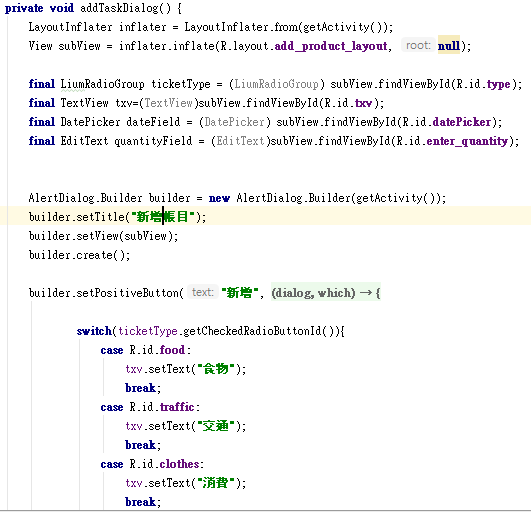 private void addTaskDialog() {
LayoutInflater inflater = LayoutInflater.from(getActivity());
View subView = inflater.inflate(R.layout.add_product_layout, root: null);
final LiumRadioGroup ticketType = (LiumRadioGroup) subView.findViewById(R.id.type);
final TextView txv=(TextView)subView.findViewById(R.id.txv);
final DatePicker dateField = (DatePicker) subView.findViewById(R.id.datePicker);
final EditText quantityField = (EditText)subView.findViewById(R.id.enter_quantity);
AlertDialog.Builder builder = new AlertDialog.Builder(getActivity());
builder.setTitle("新增帳目");
builder.setView(subView);
builder.create();
builder.setPositiveButton( text: "新增", (dialog, which) → {
switch(ticketType.getCheckedRadioButtonId()){
case R.id.food:
txv.setText("食物");
break;
case R.id.traffic:
txv.setText("交通");
break;
case R.id.clothes:
txv.setText("消費");
break;